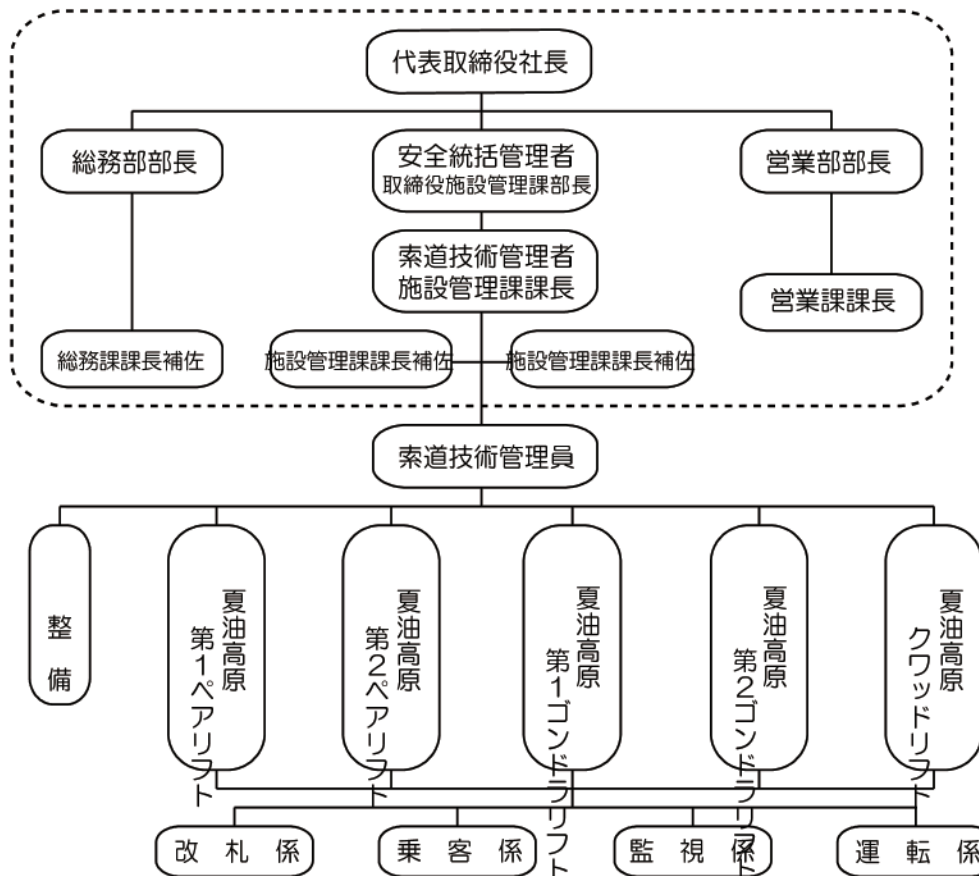 代表取締役社長
総務部部長
安全統括管理者
取締役施設管理課部長
営業部部長
索道技術管理者
施設管理課課長
営業課課長
総務課課長補佐
施設管理課課長補佐
施設管理課課長補佐
索道技術管理員
整備
夏油高原
第1ペアリフト
夏油高原
第2ペアリフト
夏油高原
第1ゴンドラリフト
夏油高原
第2ゴンドラリフト
夏油高原
クワッドリフト
改札係
乗客係
監視係
運転係